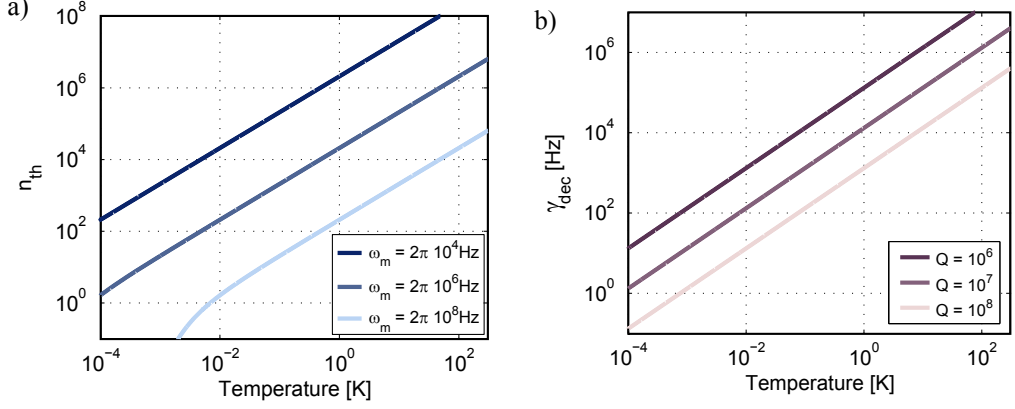 a)
10^8
10^6
10^4
10^2
10^0
n_th
10^-4
10^-2
10^0
10^2
Temperature [K]
ω_m = 2π 10^4Hz
ω_m = 2π 10^6Hz
ω_m = 2π 10^8Hz
b)
10^6
10^4
10^2
10^0
γ_dec [Hz]
10^-4
10^-2
10^0
10^2
Temperature [K]
Q = 10^6
Q = 10^7
Q = 10^8